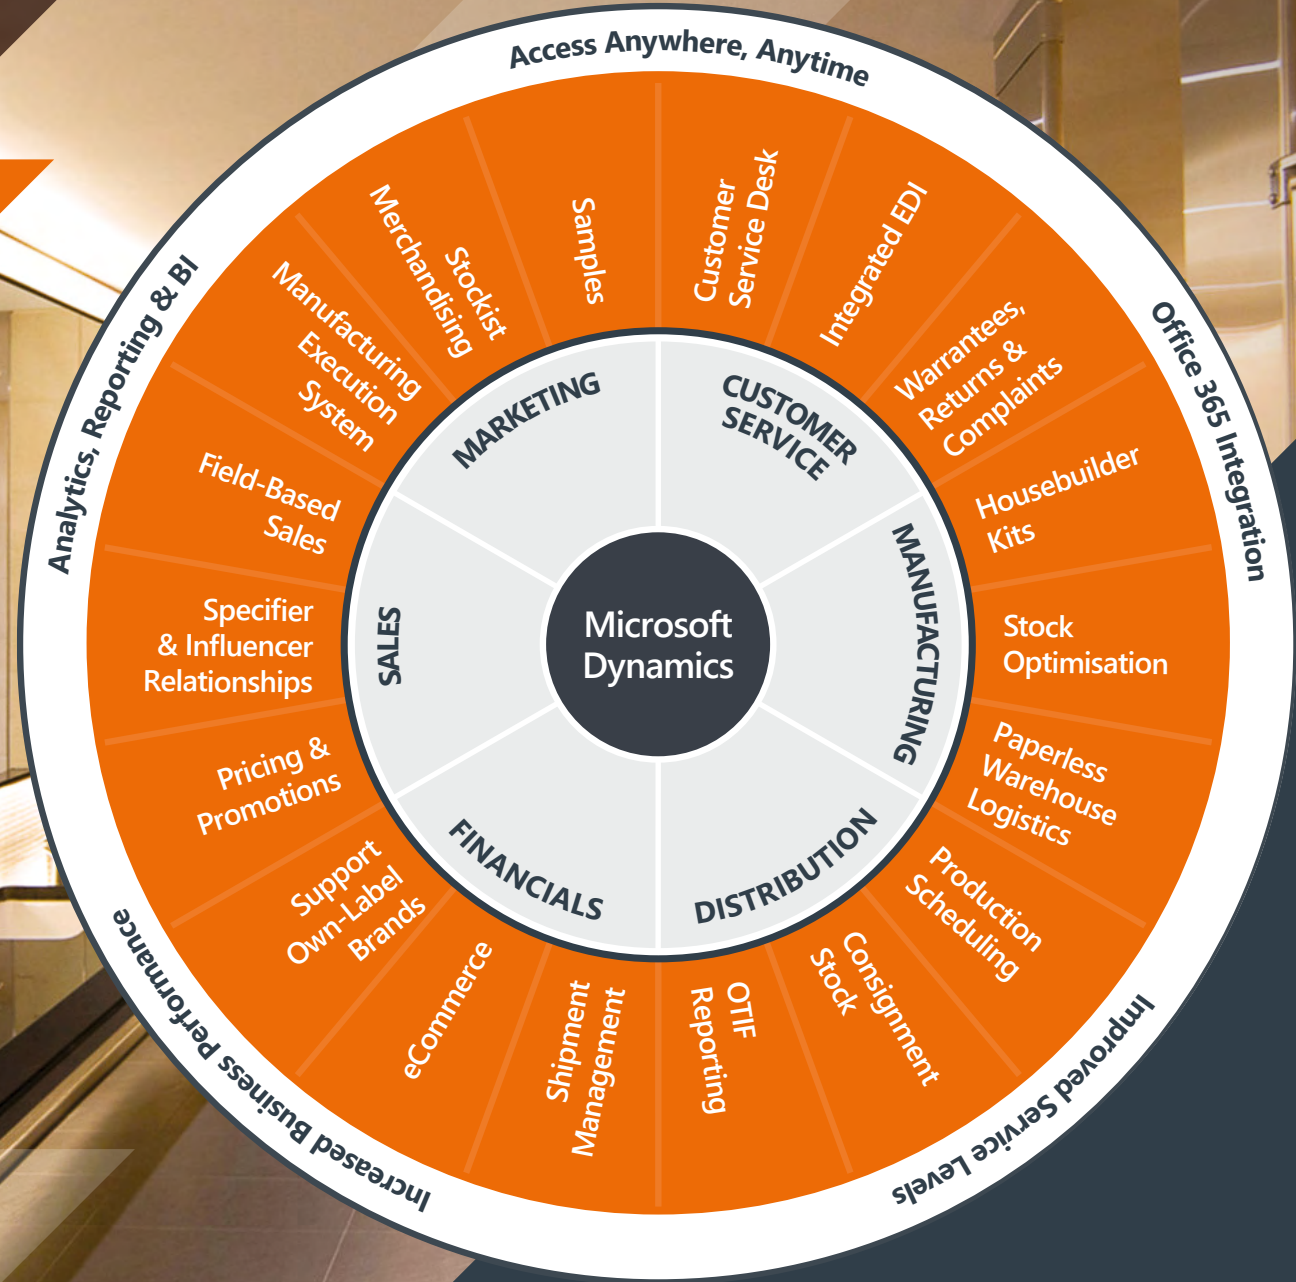 Access Anywhere, Anytime
Office 365 Integration
Improved Service Levels
Increased Business Performance
Analytics, Reporting & BI
Customer
Service Desk
Integrated EDI
Warrantees,
Returns &
Complaints
Housebuilder
Kits
Stock
Optimisation
Paperless
Warehouse
Logistics
Production
Scheduling
Consignment
Stock
OTIF
Reporting
Shipment
Management
eCommerce
Support
Own-Label
Brands
Pricing &
Promotions
Specifier
& Influencer
Relationships
Field-Based
Sales
Manufacturing
Execution
System
Stockist
Merchandising
Samples
CUSTOMER
SERVICE
MANUFACTURING
DISTRIBUTION
FINANCIALS
SALES
MARKETING
Microsoft
Dynamics